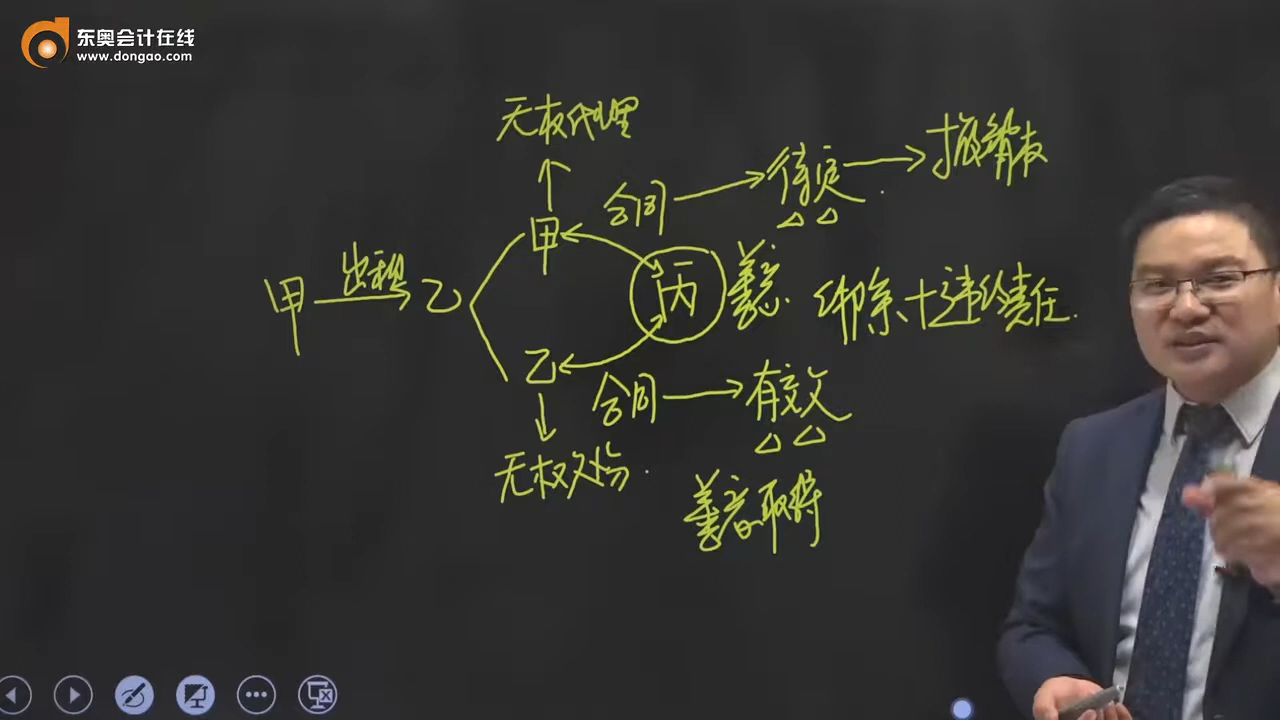 东奥会计在线
www.dongao.com
无权代理
合同 → 待定 → 撤销权
甲
甲 出租 → 乙
丙 善意
解除、+违约责任.
乙
合同 → 有效
无权处分.
善意取得